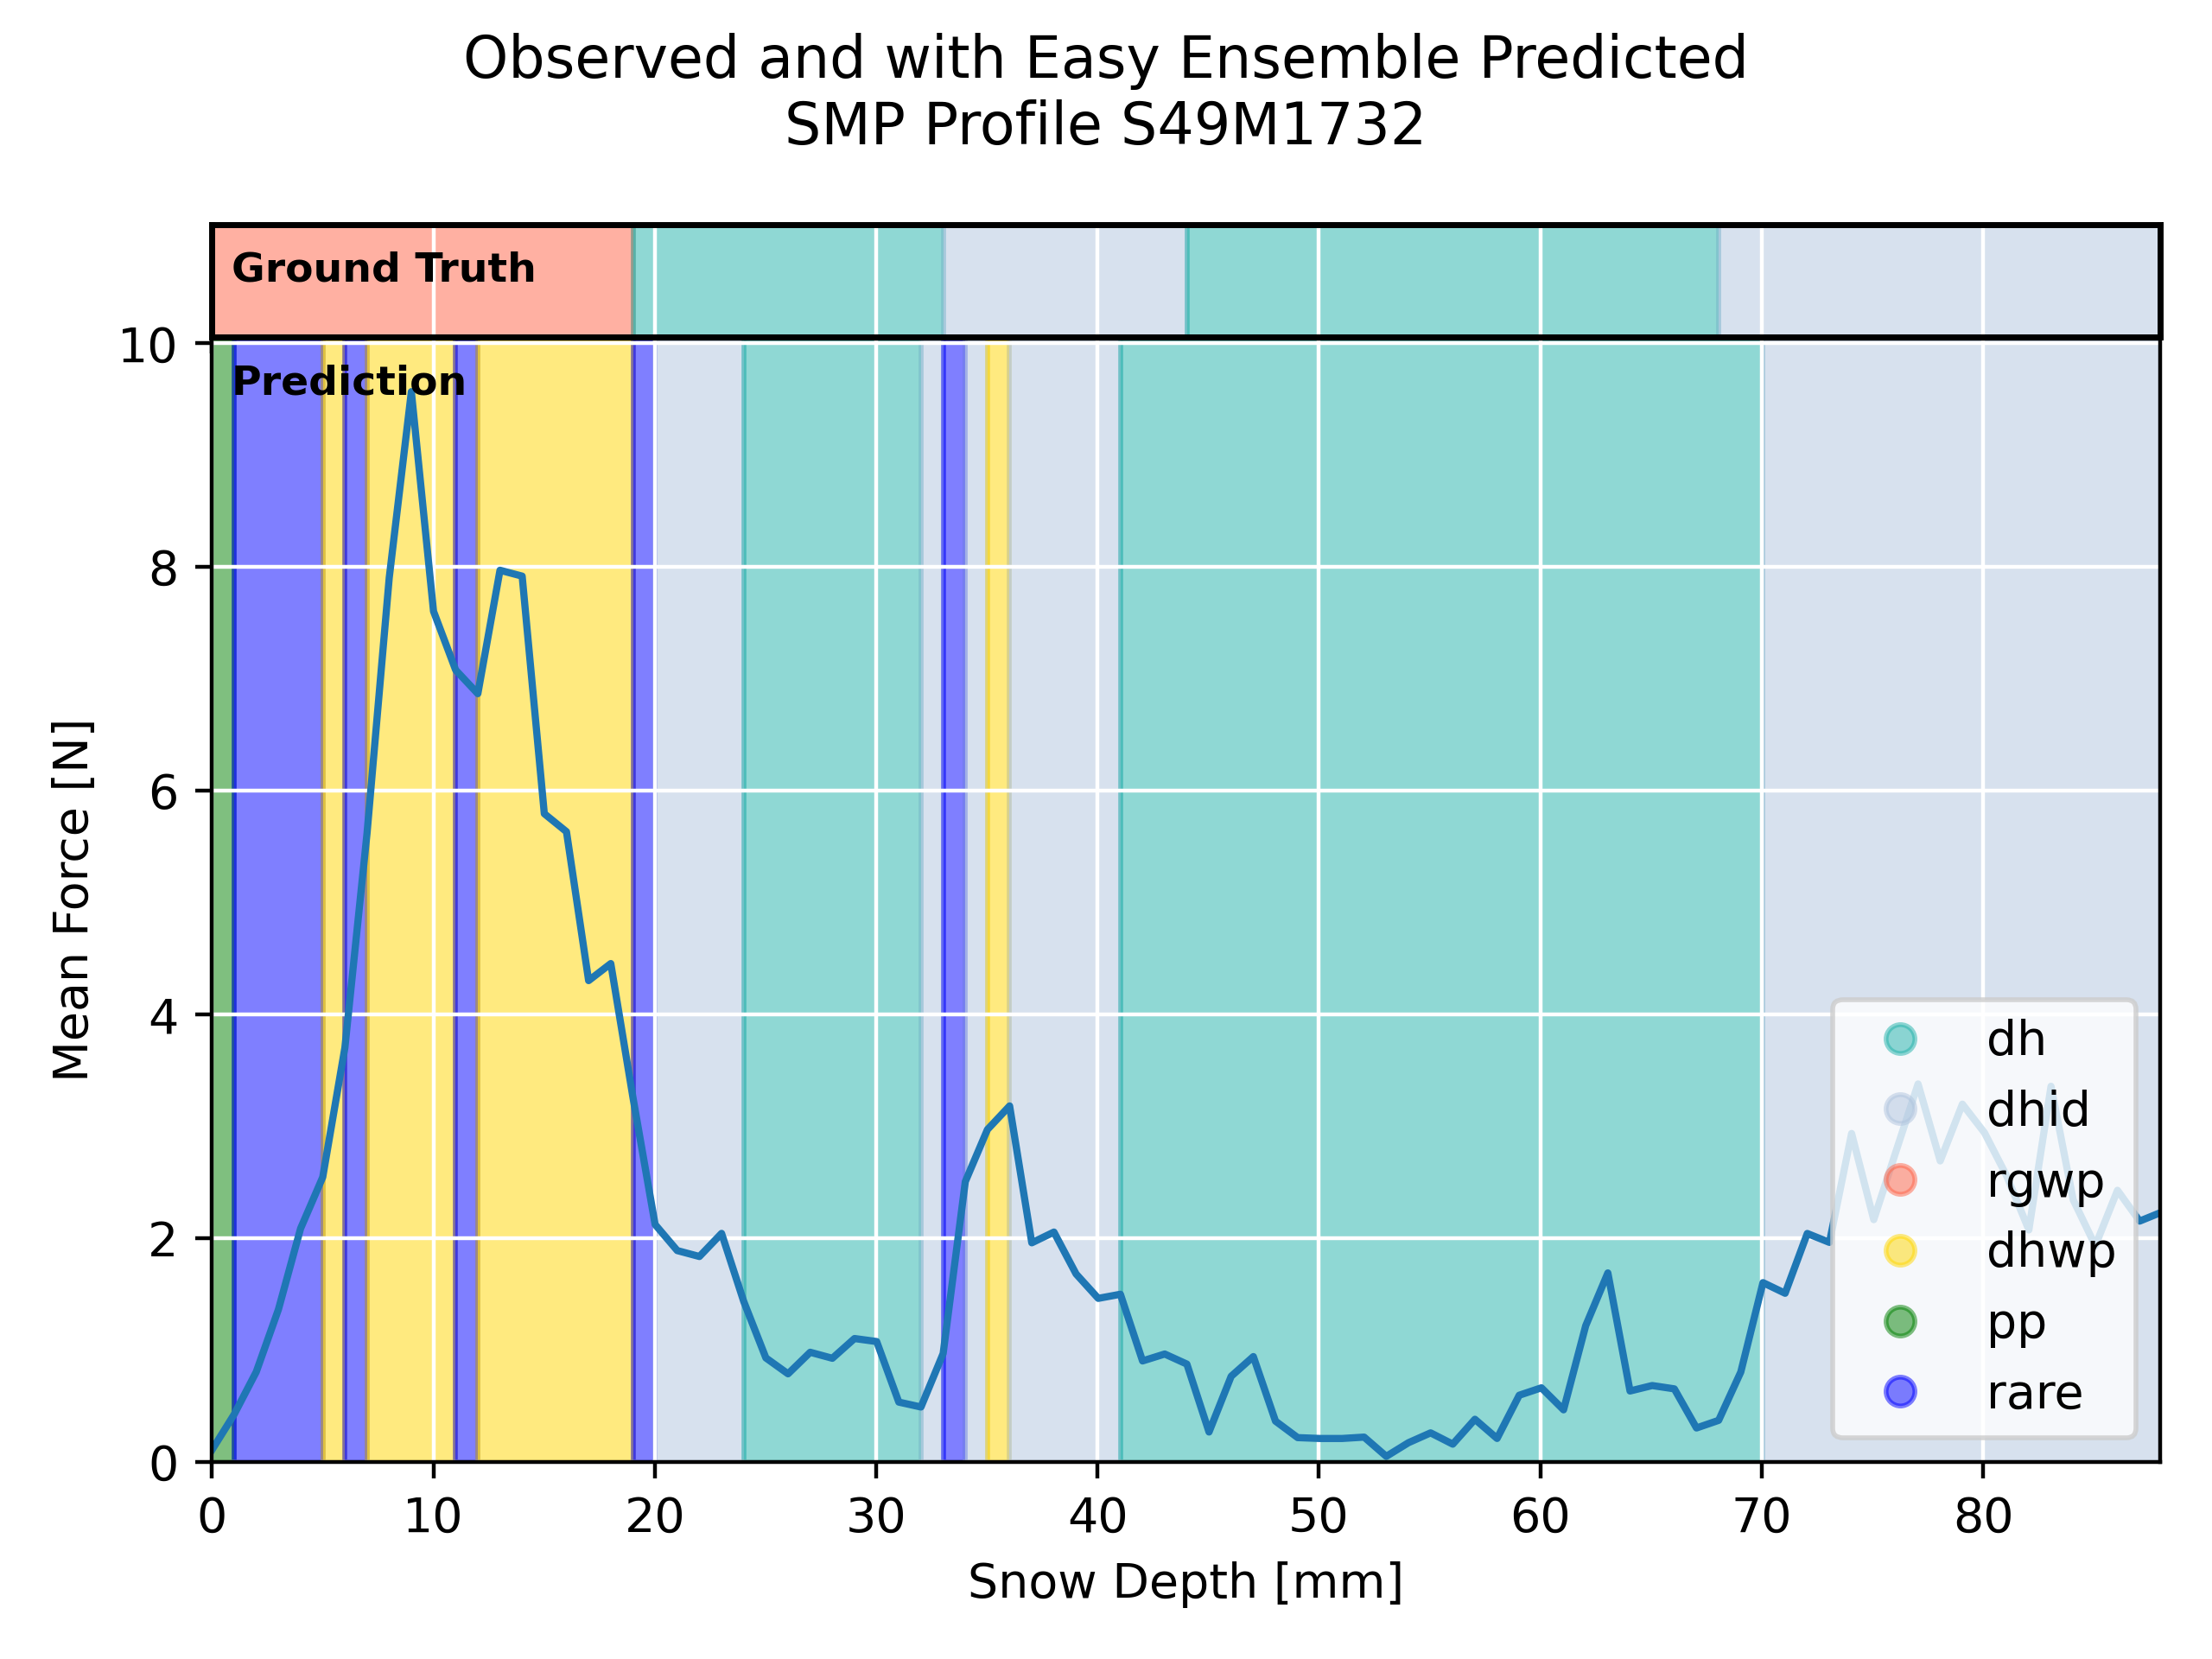 Observed and with Easy Ensemble Predicted
SMP Profile S49M1732
Ground Truth
Prediction
10
8
6
4
2
0
Mean Force [N]
dh
dhid
rgwp
dhwp
pp
rare
0 10 20 30 40 50 60 70 80
Snow Depth [mm]